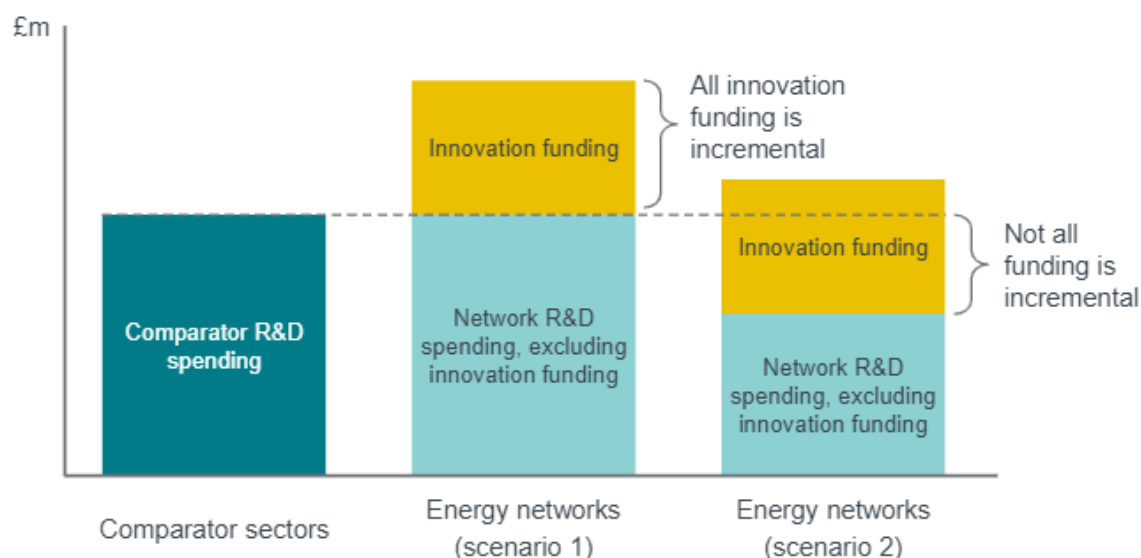 £m
All innovation
funding is
incremental
Innovation funding
Innovation funding
Not all
funding is
incremental
Comparator R&D
spending
Network R&D
spending, excluding
innovation funding
Network R&D
spending, excluding
innovation funding
Comparator sectors
Energy networks
(scenario 1)
Energy networks
(scenario 2)